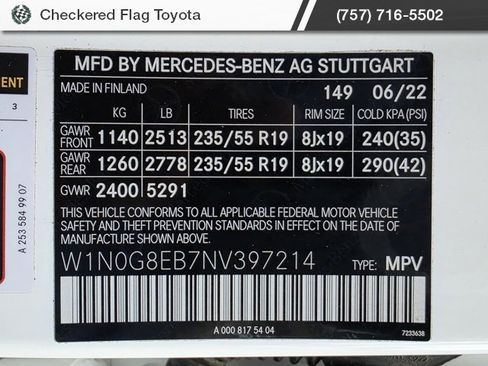 Checkered Flag Toyota
(757) 716-5502
MFD BY MERCEDES-BENZ AG STUTTGART
MADE IN FINLAND 149 06/22
KG LB TIRES RIM SIZE COLD KPA (PSI)
GAWR FRONT 1140 2513 235/55 R19 8Jx19 240(35)
GAWR REAR 1260 2778 235/55 R19 8Jx19 290(42)
GWR 2400 5291
THIS VEHICLE CONFORMS TO ALL APPLICABLE FEDERAL MOTOR VEHICLE
SAFETY AND THEFT PREVENTION STANDARDS IN EFFECT ON THE DATE OF
MANUFACTURE SHOWN ABOVE.
W1N0G8EB7NV397214 TYPE: MPV
A 000 817 54 04
7233638
3
A 253 584 99 07